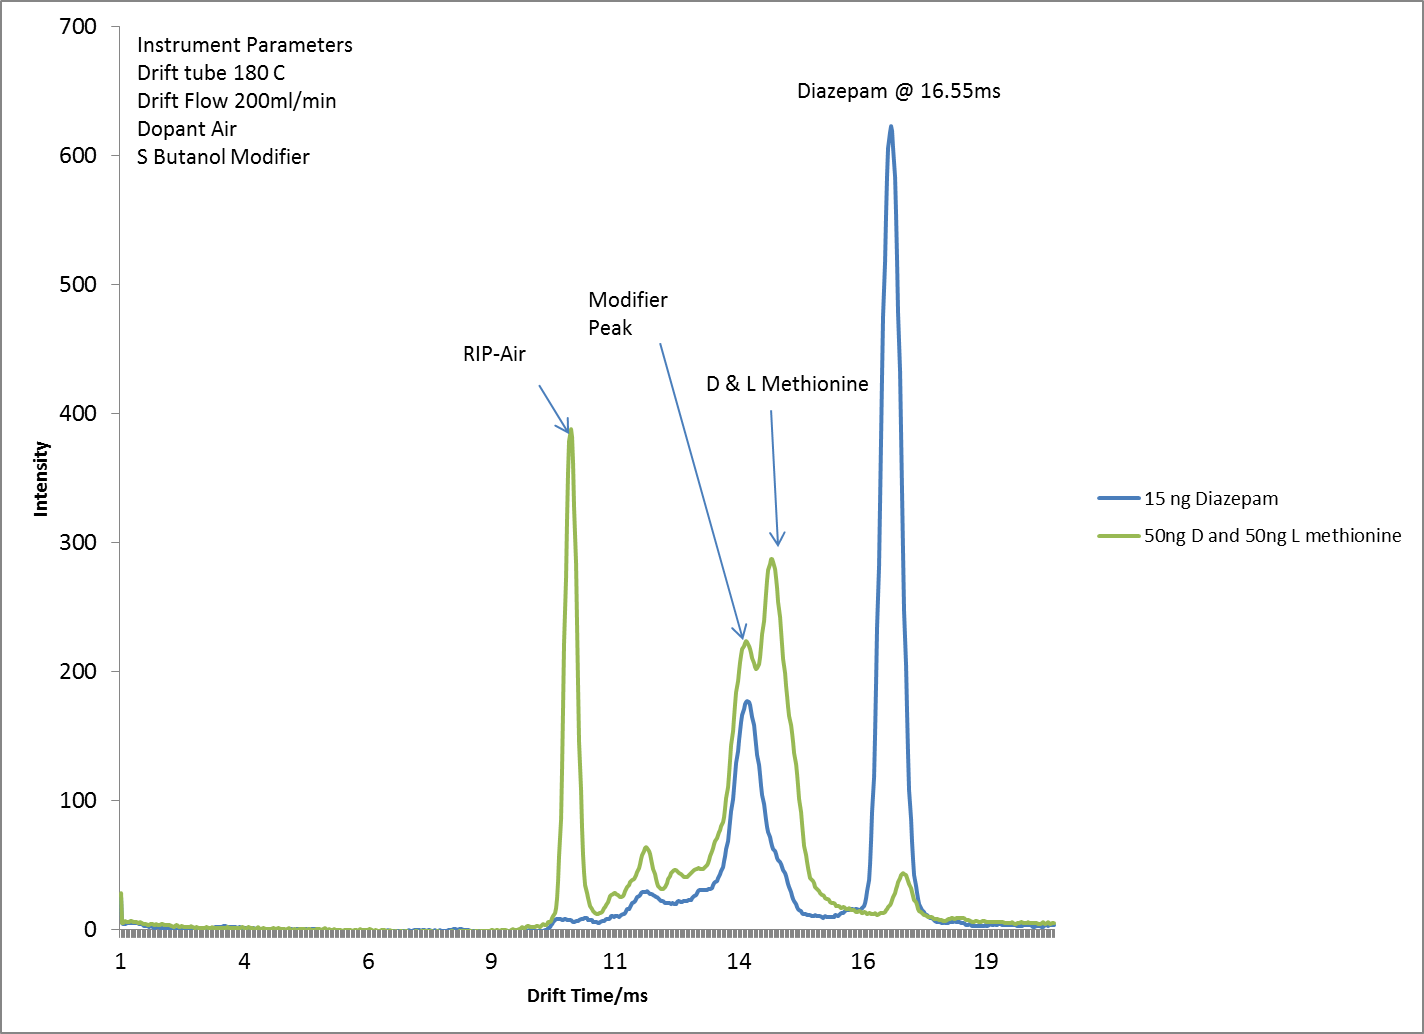 700
Instrument Parameters
Drift tube 180 C
Drift Flow 200ml/min
Dopant Air
S Butanol Modifier
Diazepam @ 16.55ms
600
500
Modifier
Peak
RIP-Air
D & L Methionine
400
Intensity
15 ng Diazepam
50ng D and 50ng L methionine
300
200
100
0
1 4 6 9 11 14 16 19
Drift Time/ms